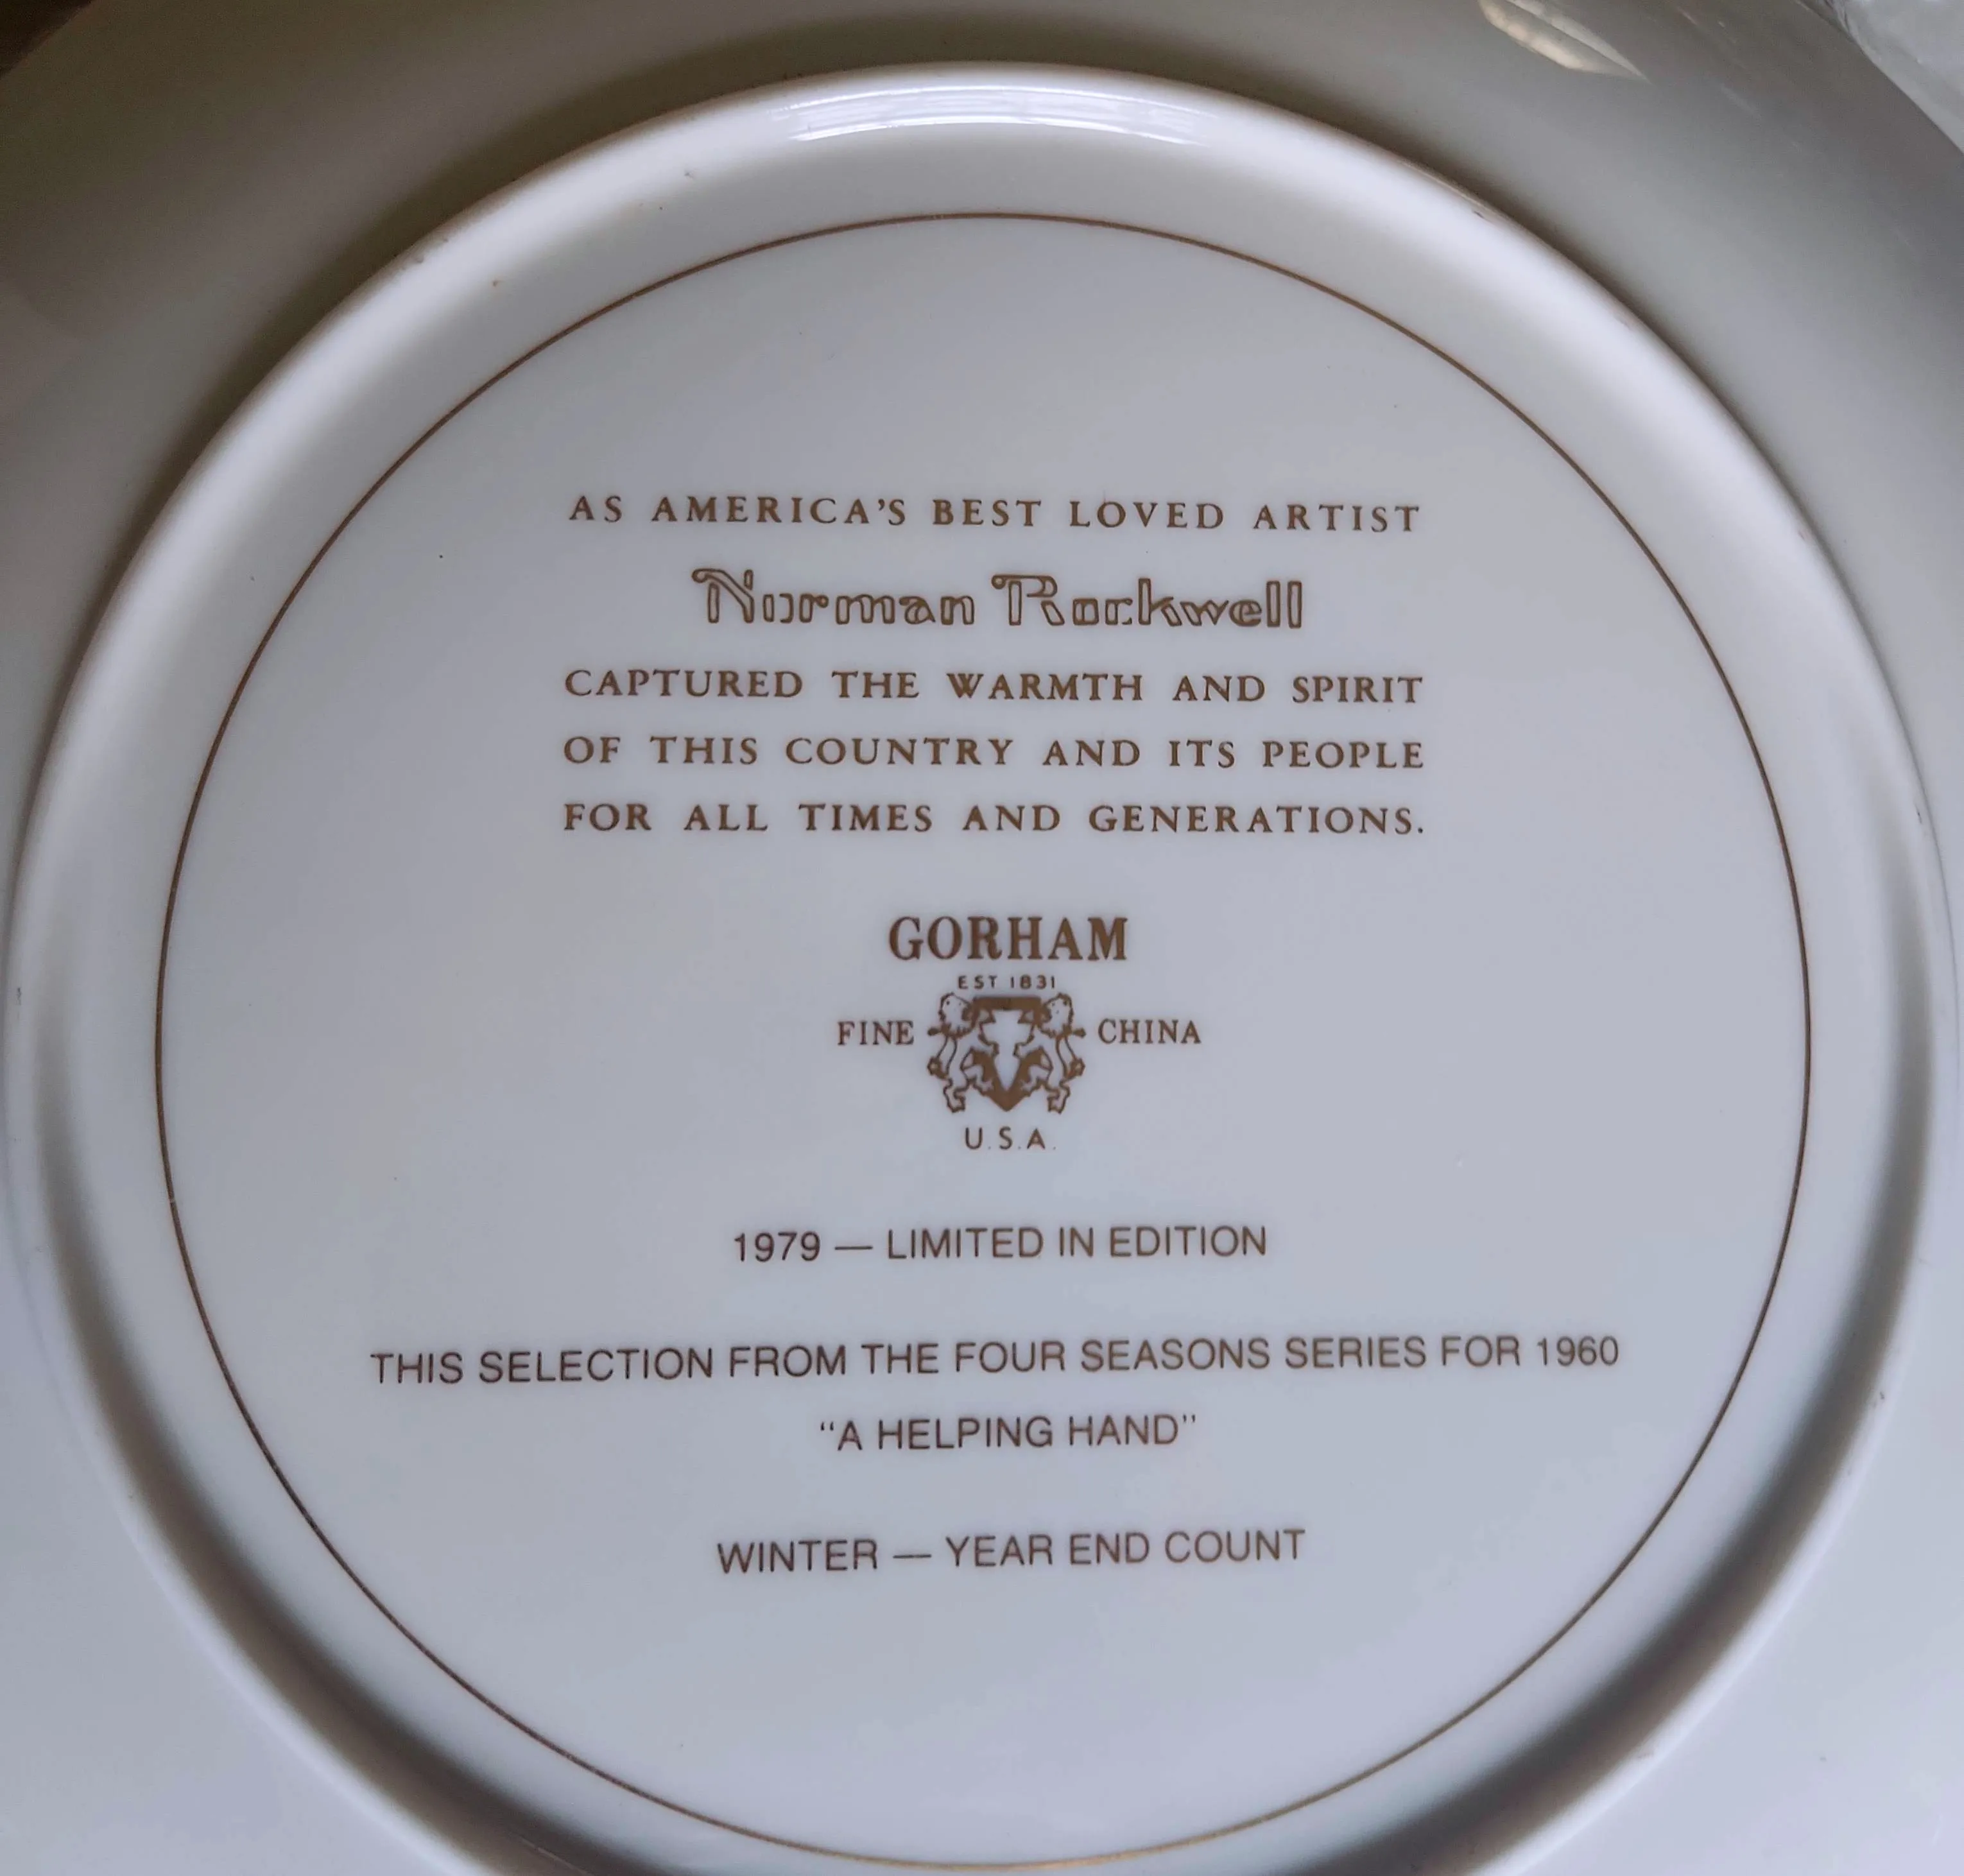 AS AMERICA'S BEST LOVED ARTIST
Norman Rockwell
CAPTURED THE WARMTH AND SPIRIT
OF THIS COUNTRY AND ITS PEOPLE
FOR ALL TIMES AND GENERATIONS.
GORHAM
EST 1831
FINE CHINA
U.S.A.
1979 — LIMITED IN EDITION
THIS SELECTION FROM THE FOUR SEASONS SERIES FOR 1960
“A HELPING HAND”
WINTER — YEAR END COUNT